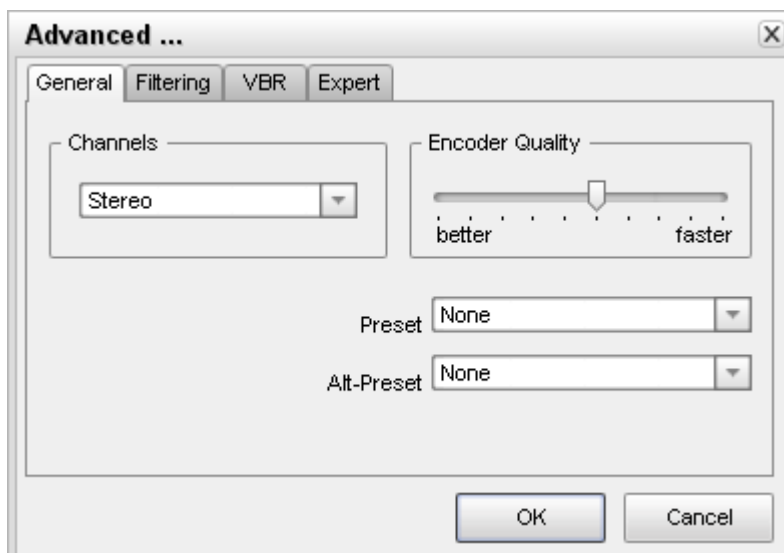 Advanced ...
General Filtering VBR Expert
Channels
Stereo
Encoder Quality
better faster
Preset None
Alt-Preset None
OK Cancel